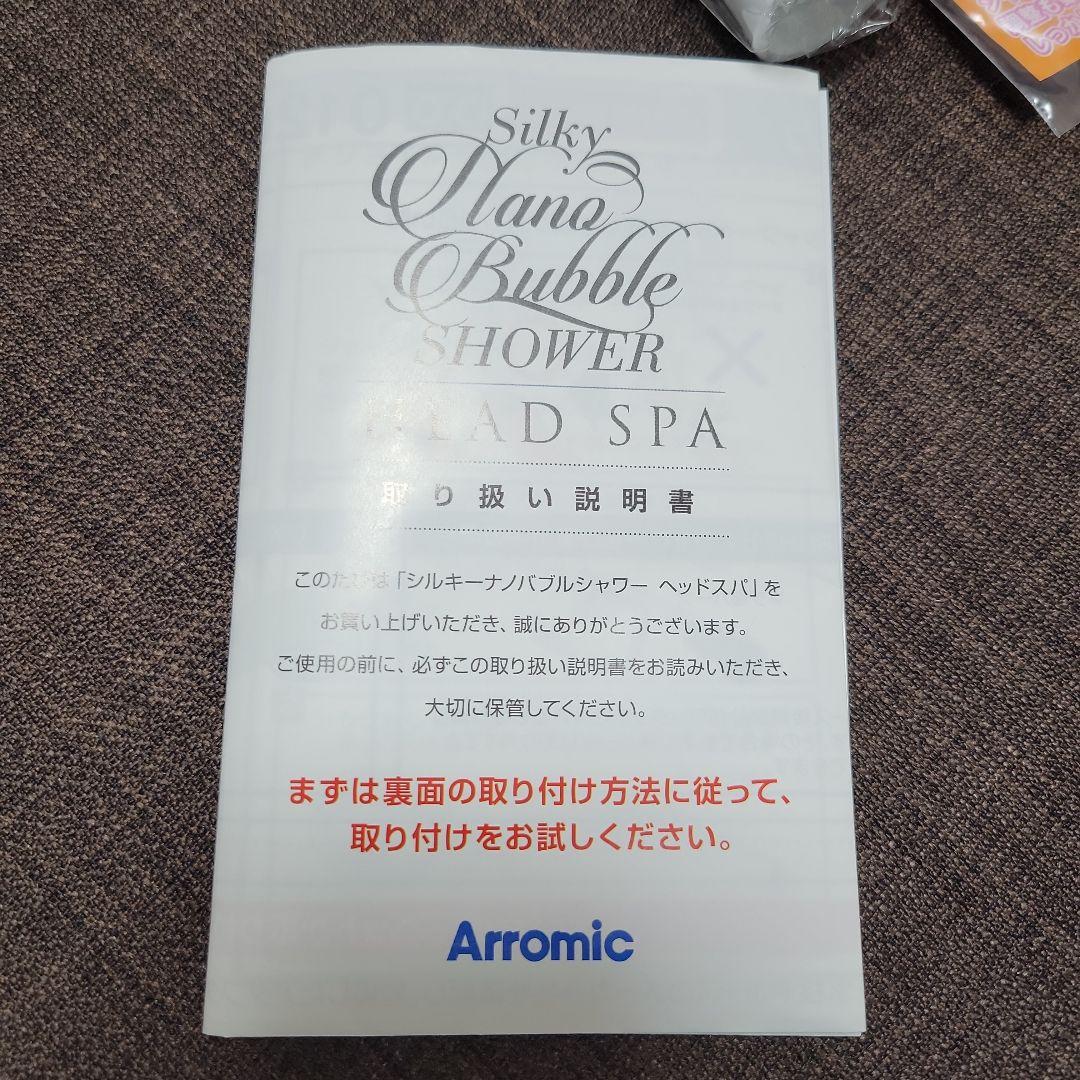 Silky
Nano
Bubble
SHOWER
HEAD SPA
取り扱い説明書
このたびは「シルキーナノバブルシャワー ヘッドスパ」を
お買い上げいただき、誠にありがとうございます。
ご使用の前に、必ずこの取り扱い説明書をお読みいただき、
大切に保管してください。
まずは裏面の取り付け方法に従って、
取り付けをお試しください。
Arromic